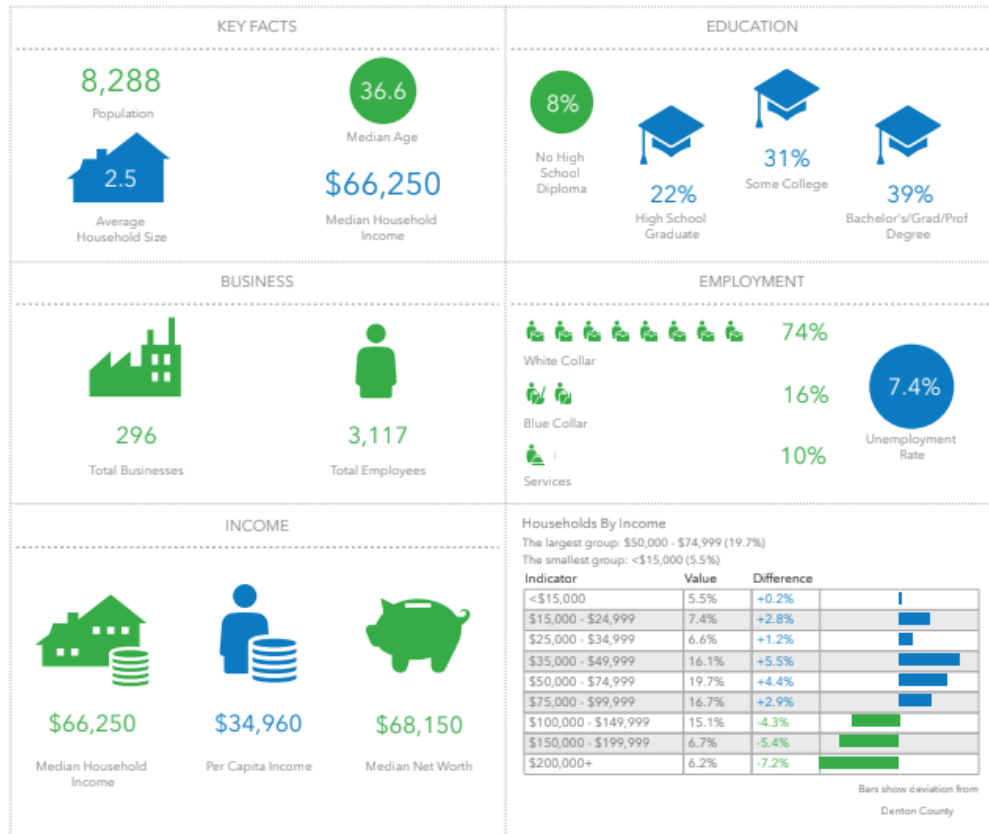 KEY FACTS
8,288
Population
36.6
Median Age
2.5
Average
Household Size
$66,250
Median Household
Income
EDUCATION
8%
No High
School
Diploma
22%
High School
Graduate
31%
Some College
39%
Bachelor's/Grad/Prof
Degree
BUSINESS
296
Total Businesses
3,117
Total Employees
EMPLOYMENT
74%
White Collar
16%
Blue Collar
10%
Services
7.4%
Unemployment
Rate
INCOME
$66,250
Median Household
Income
$34,960
Per Capita Income
$68,150
Median Net Worth
Households By Income
The largest group: $50,000 - $74,999 (19.7%)
The smallest group: <$15,000 (5.5%)
Indicator Value Difference
<$15,000 5.5% +0.2%
$15,000 - $24,999 7.4% +2.8%
$25,000 - $34,999 6.6% +1.2%
$35,000 - $49,999 16.1% +5.5%
$50,000 - $74,999 19.7% +4.4%
$75,000 - $99,999 16.7% +2.9%
$100,000 - $149,999 15.1% -4.3%
$150,000 - $199,999 6.7% -5.4%
$200,000+ 6.2% -7.2%
Bars show deviation from
Denton County